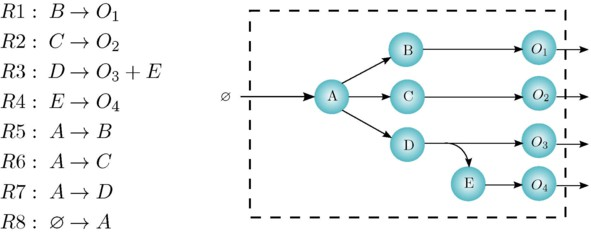 R1 : B → O₁
R2 : C → O₂
R3 : D → O₃ + E
R4 : E → O₄
R5 : A → B
R6 : A → C
R7 : A → D
R8 : ∅ → A
∅
A
B
C
D
E
O₁
O₂
O₃
O₄